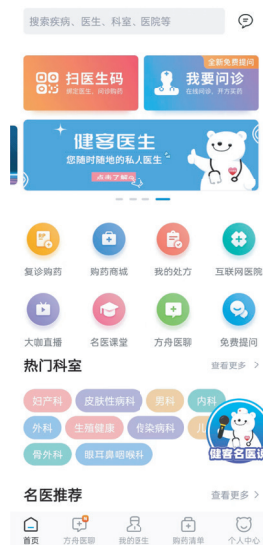 搜索疾病、医生、科室、医院等
扫医生码
绑定医生，问诊购药
全新免费提问
我要问诊
在线问诊，开方买药
健客医生
您随时随地的私人医生
点击了解
复诊购药
购药商城
我的处方
互联网医院
大咖直播
名医课堂
方舟医聊
免费提问
热门科室
查看更多 >
妇产科
皮肤性病科
男科
内科
外科
生殖健康
传染病科
骨外科
眼耳鼻咽喉科
健客名医说
名医推荐
查看更多 >
首页
方舟医聊
我的医生
购药清单
个人中心